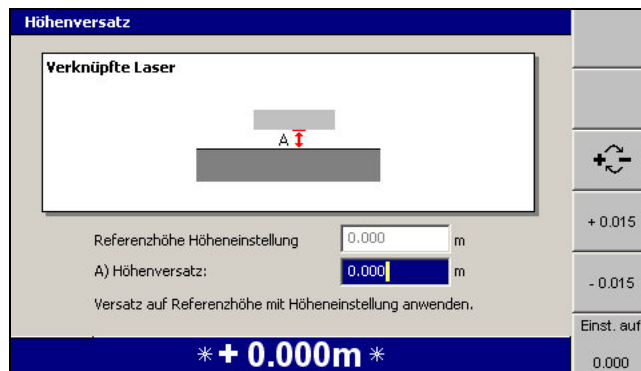 Höhenversatz
Verknüpfte Laser
A
Referenzhöhe Höheneinstellung 0.000 m
A) Höhenversatz: 0.000 m
Versatz auf Referenzhöhe mit Höheneinstellung anwenden.
✳ + 0.000m ✳
+ -
+ 0.015
- 0.015
Einst. auf
0.000